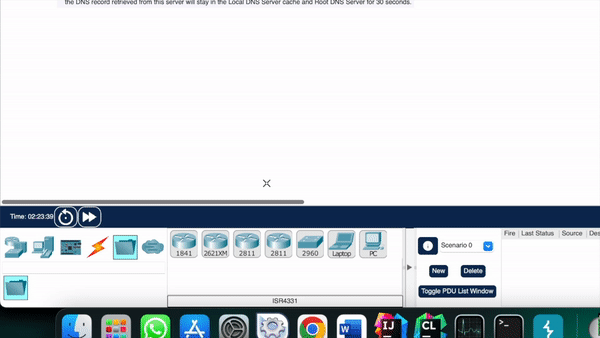 the DNS record retrieved from this server will stay in the Local DNS Server cache and Root DNS Server for 30 seconds.
Time: 02:23:39
1841
2621XM
2811
2811
2960
Laptop
PC
ISR4331
Scenario 0
New
Delete
Toggle PDU List Window
Fire
Last Status
Source
Des
W
IJ
CL
>_